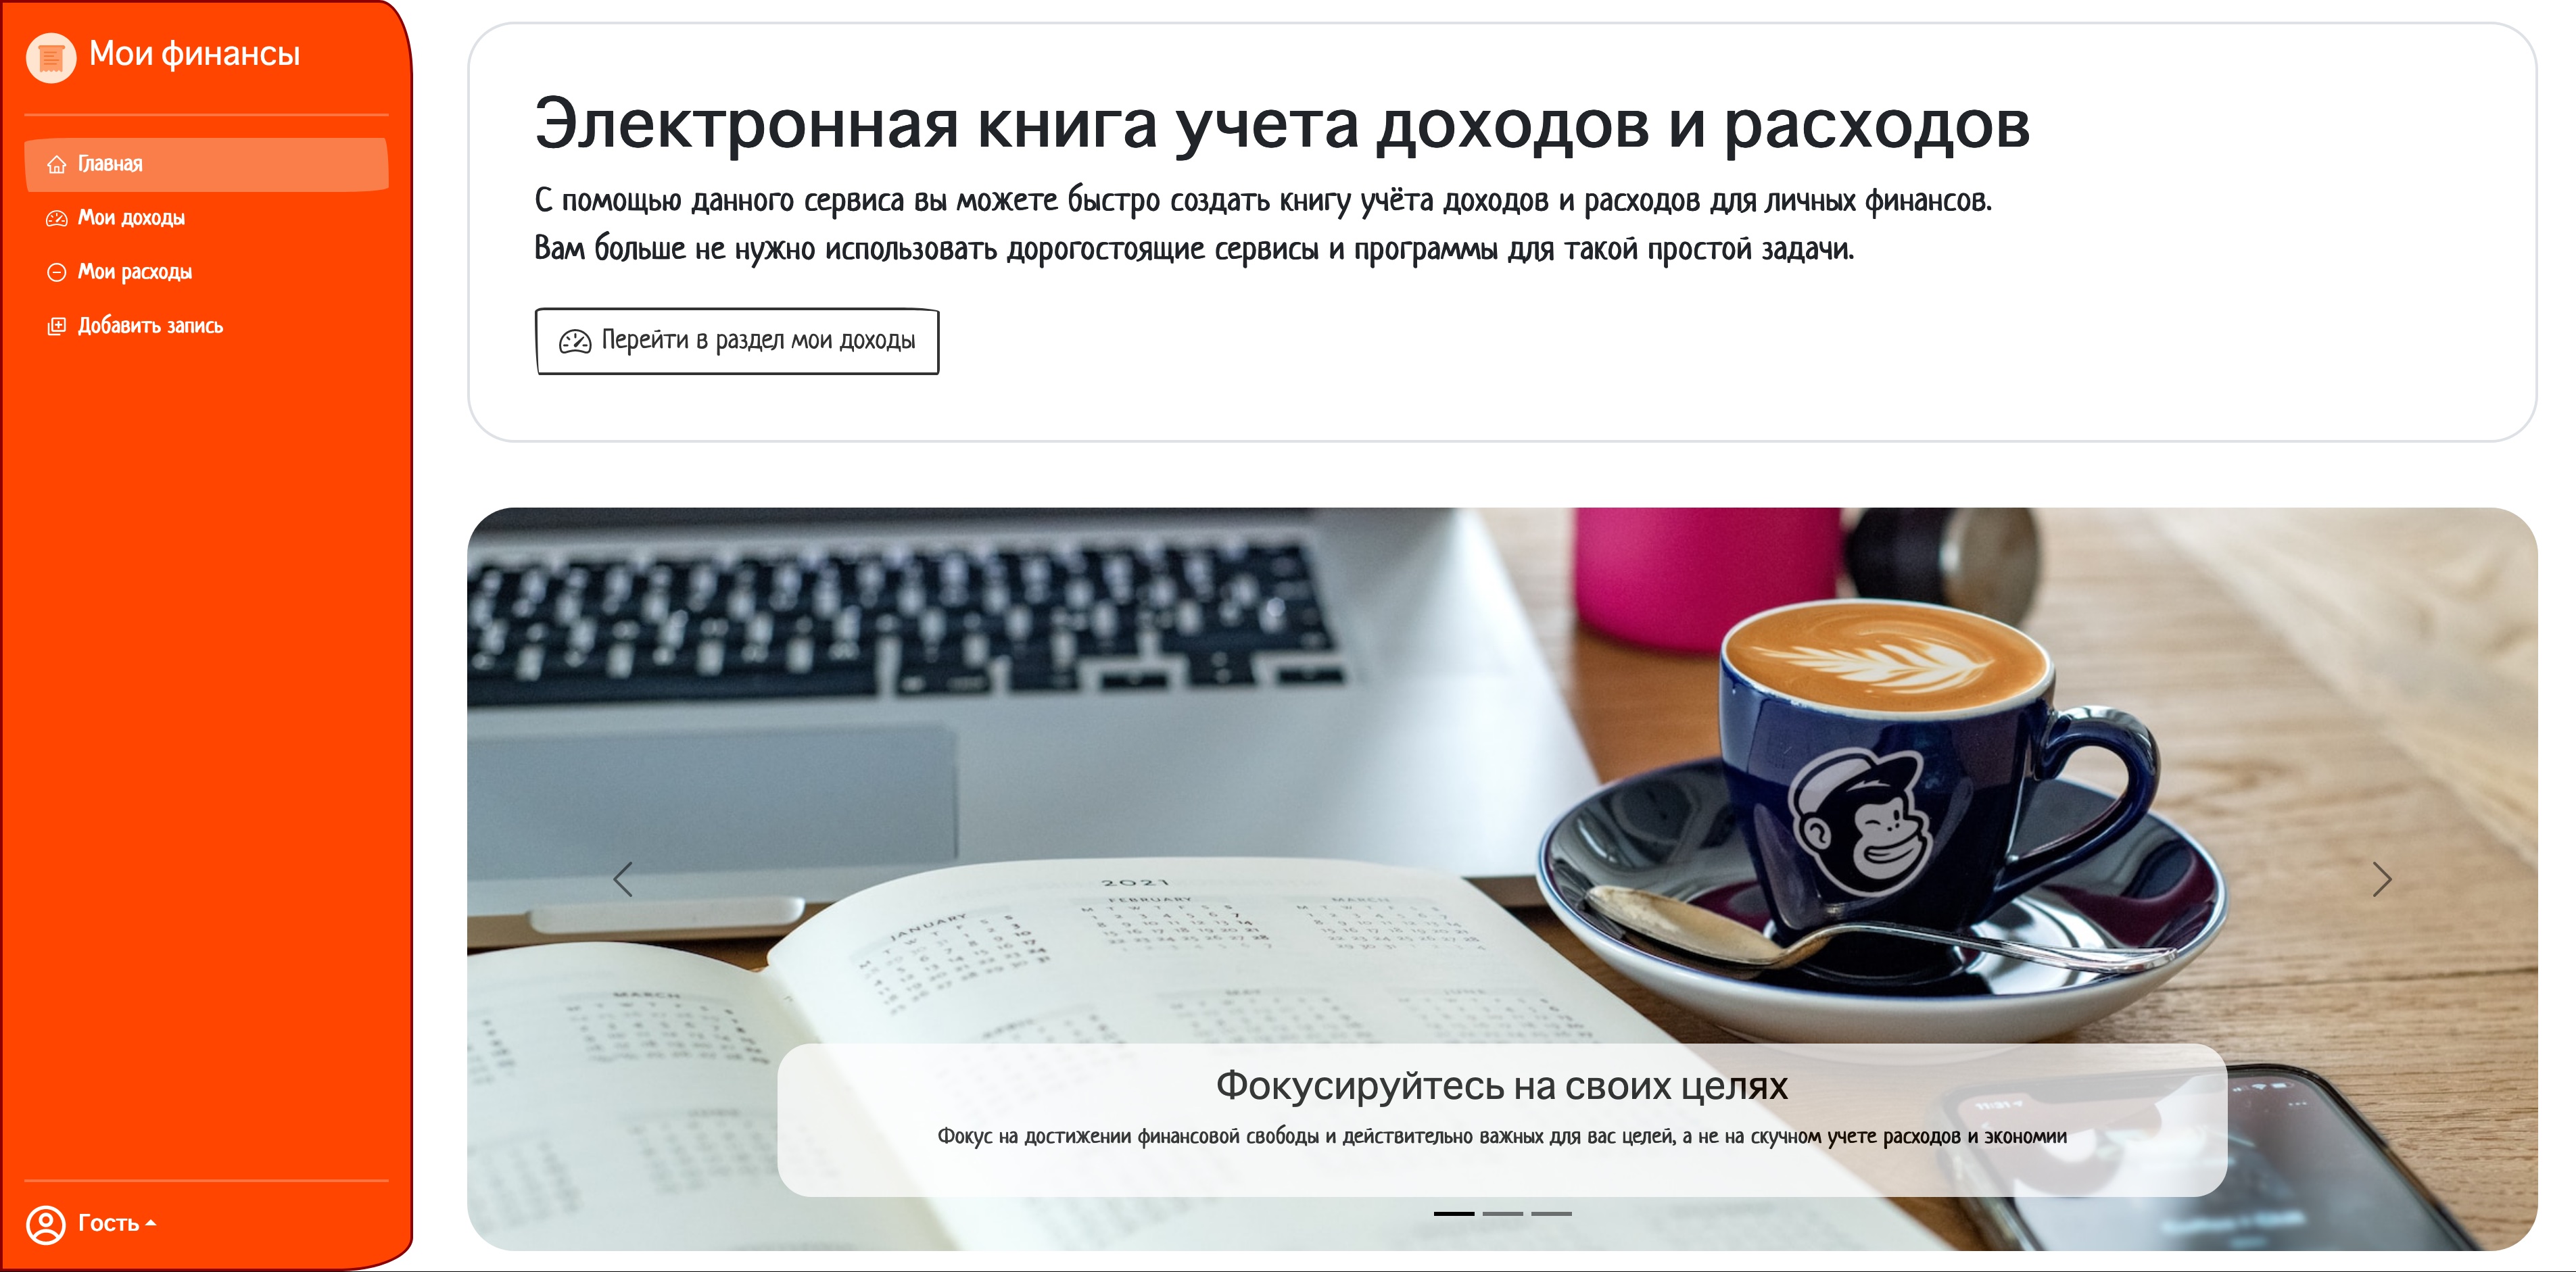 Мои финансы
Главная
Мои доходы
Мои расходы
Добавить запись
Гость
Электронная книга учета доходов и расходов
С помощью данного сервиса вы можете быстро создать книгу учёта доходов и расходов для личных финансов.
Вам больше не нужно использовать дорогостоящие сервисы и программы для такой простой задачи.
Перейти в раздел мои доходы
2021
JANUARY
FEBRUARY
MARCH
MARCH
MAY
JUNE
Фокусируйтесь на своих целях
Фокус на достижении финансовой свободы и действительно важных для вас целей, а не на скучном учете расходов и экономии